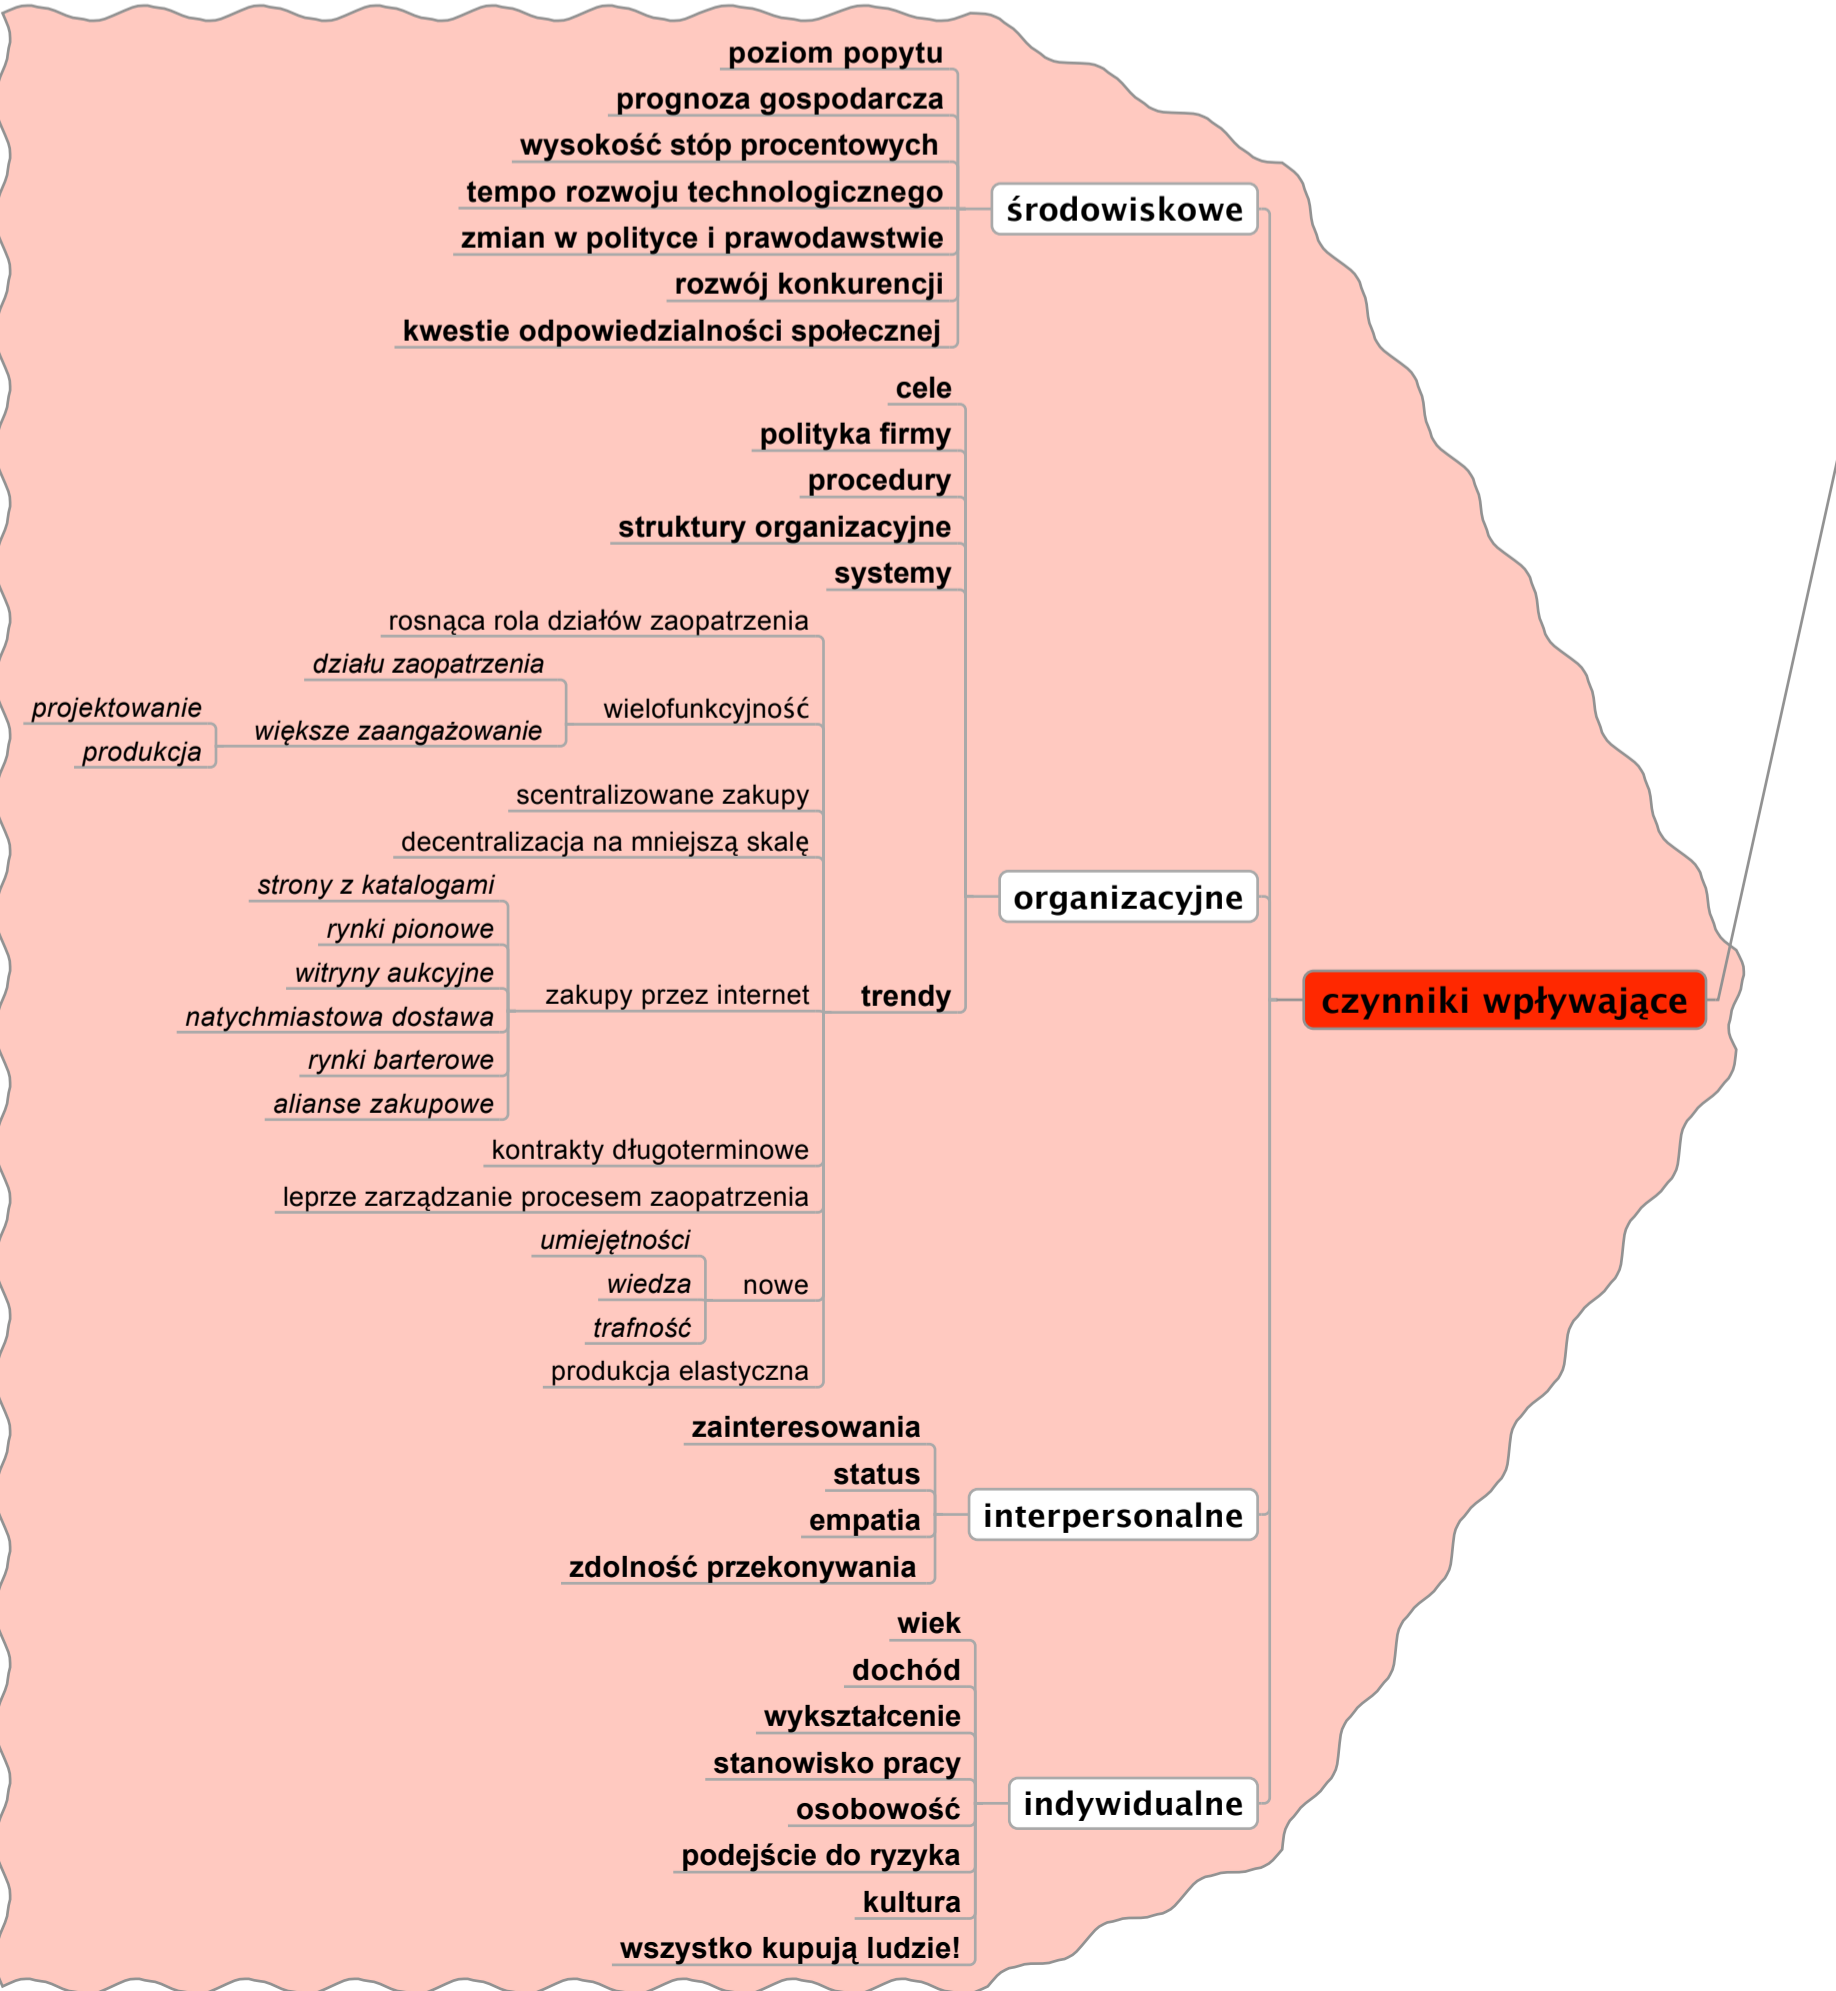 poziom popytu
prognoza gospodarcza
wysokość stóp procentowych
tempo rozwoju technologicznego
środowiskowe
zmian w polityce i prawodawstwie
rozwój konkurencji
kwestie odpowiedzialności społecznej
cele
polityka firmy
procedury
struktury organizacyjne
systemy
rosnąca rola działów zaopatrzenia
działu zaopatrzenia
wielofunkcyjność
projektowanie
większe zaangażowanie
produkcja
scentralizowane zakupy
decentralizacja na mniejszą skalę
strony z katalogami
organizacyjne
rynki pionowe
witryny aukcyjne
zakupy przez internet
trendy
czynniki wpływające
natychmiastowa dostawa
rynki barterowe
alianse zakupowe
kontrakty długoterminowe
leprze zarządzanie procesem zaopatrzenia
umiejętności
wiedza
nowe
trafność
produkcja elastyczna
zainteresowania
status
interpersonalne
empatia
zdolność przekonywania
wiek
dochód
wykształcenie
stanowisko pracy
indywidualne
osobowość
podejście do ryzyka
kultura
wszystko kupują ludzie!